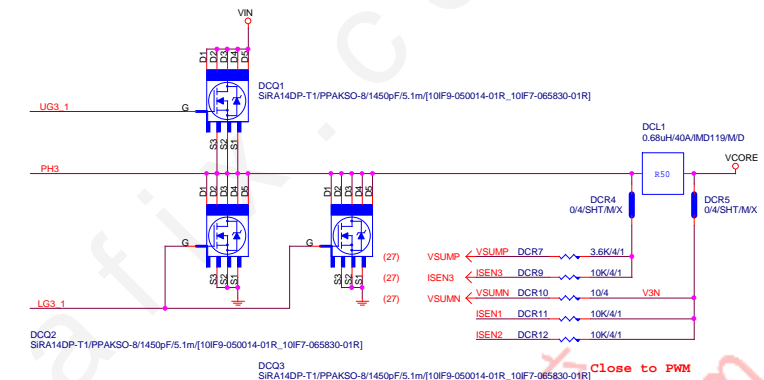 VIN
D1 D2 D3 D4 D5
DCQ1
SiRA14DP-T1/PPAKSO-8/1450pF/5.1m/[10IF9-050014-01R_10IF7-065830-01R]
UG3_1
G
S3 S2 S1
DCL1
0.68uH/40A/IMD119/M/D
PH3
D1 D2 D3 D4 D5
D1 D2 D3 D4 D5
R50
VCORE
DCR4
0/4/SHT/M/X
DCR5
0/4/SHT/M/X
G
G
(27) VSUMP VSUMP DCR7 3.6K/4/1
S3 S2 S1
S3 S2 S1
(27) ISEN3 ISEN3 DCR9 10K/4/1
(27) VSUMN VSUMN DCR10 10/4 V3N
LG3_1
ISEN1 DCR11 10K/4/1
ISEN2 DCR12 10K/4/1
DCQ2
SiRA14DP-T1/PPAKSO-8/1450pF/5.1m/[10IF9-050014-01R_10IF7-065830-01R]
DCQ3
SiRA14DP-T1/PPAKSO-8/1450pF/5.1m/[10IF9-050014-01R_10IF7-065830-01R]
Close to PWM